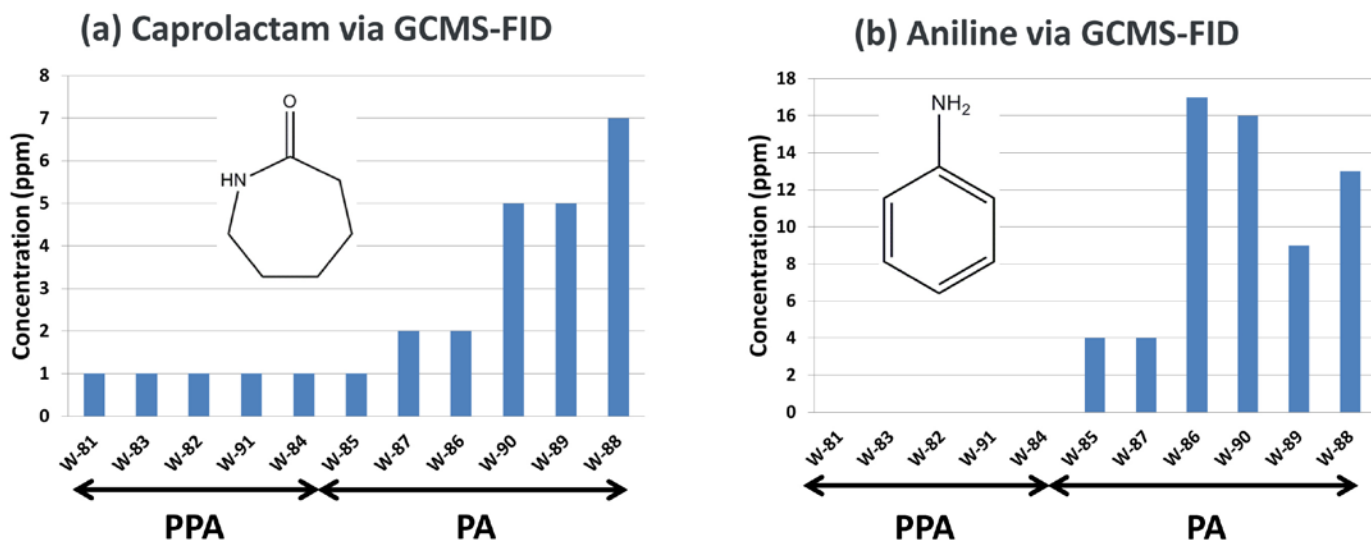 (a) Caprolactam via GCMS-FID
Concentration (ppm)
8
7
6
5
4
3
2
1
0
O
HN
W-81 W-83 W-82 W-91 W-84 W-85 W-87 W-86 W-90 W-89 W-88
PPA PA
(b) Aniline via GCMS-FID
Concentration (ppm)
18
16
14
12
10
8
6
4
2
0
NH₂
W-81 W-83 W-82 W-91 W-84 W-85 W-87 W-86 W-90 W-89 W-88
PPA PA